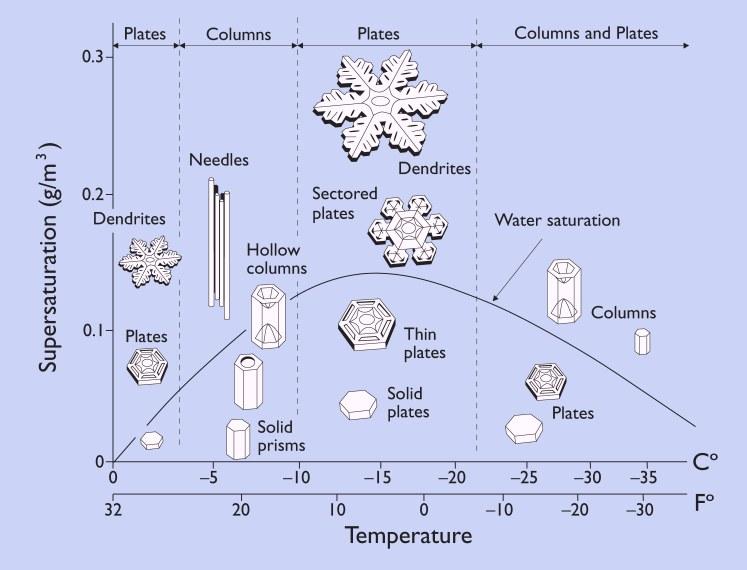 Plates Columns Plates Columns and Plates
0.3
Dendrites
Needles
Sectored
plates
0.2
Dendrites
Water saturation
Hollow
columns
Supersaturation (g/m³)
Columns
0.1
Plates
Thin
plates
Solid
plates
Plates
Solid
prisms
0
0 –5 –10 –15 –20 –25 –30 –35 C°
32 20 10 0 –10 –20 –30 F°
Temperature